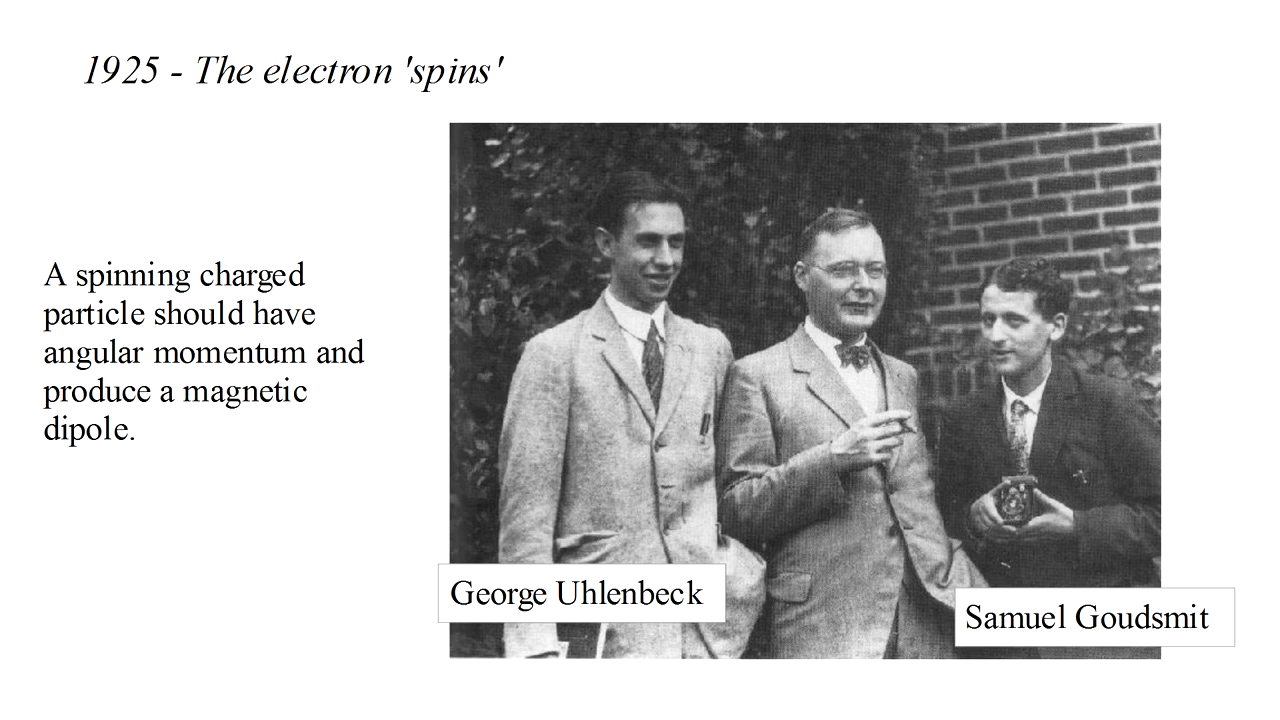 1925 - The electron 'spins'
A spinning charged
particle should have
angular momentum and
produce a magnetic
dipole.
George Uhlenbeck
Samuel Goudsmit